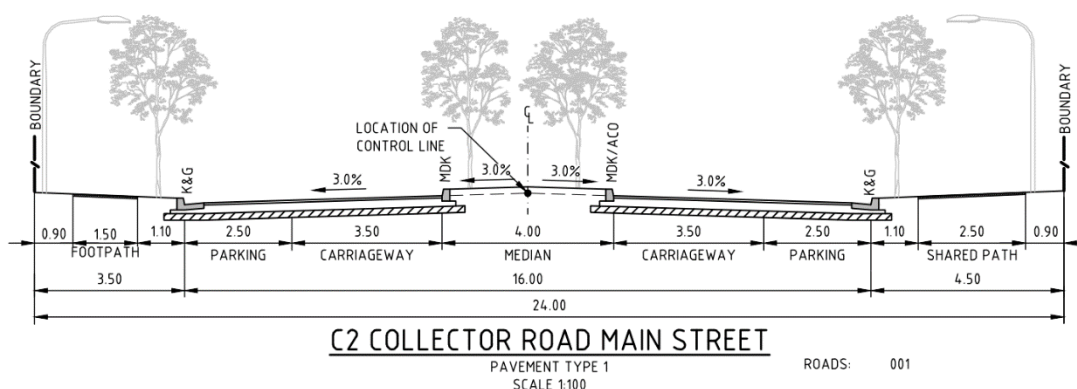 BOUNDARY
BOUNDARY
CL
LOCATION OF
CONTROL LINE
MDK
MDK/ACO
3.0% 3.0%
K&G
3.0%
3.0%
K&G
0.90 1.50 1.10 2.50 3.50 4.00 3.50 2.50 1.10 2.50 0.90
FOOTPATH PARKING CARRIAGEWAY MEDIAN CARRIAGEWAY PARKING SHARED PATH
3.50 16.00 4.50
24.00
C2 COLLECTOR ROAD MAIN STREET
PAVEMENT TYPE 1
ROADS: 001
SCALE 1:100